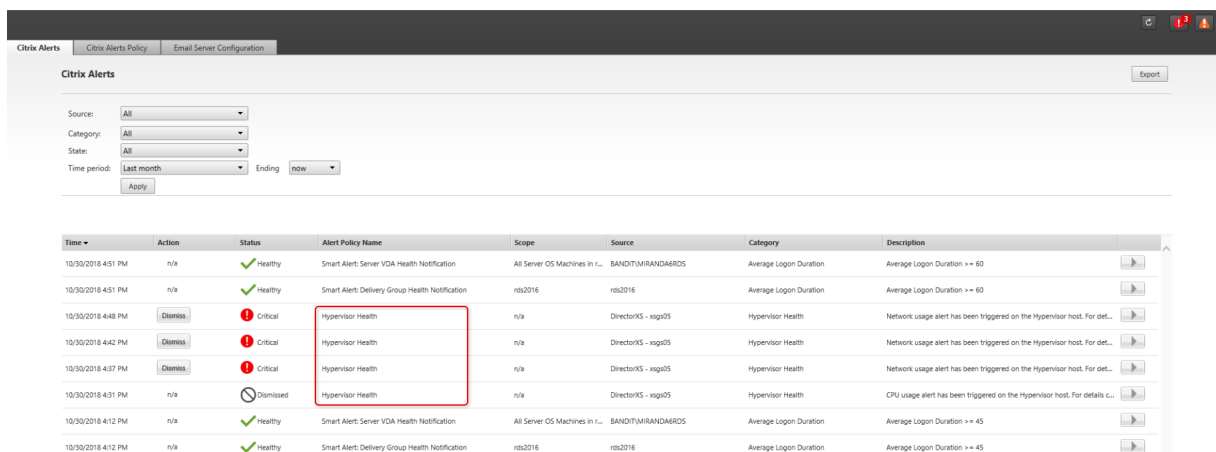 3
Citrix Alerts Citrix Alerts Policy Email Server Configuration
Citrix Alerts Export
Source: All
Category: All
State: All
Time period: Last month Ending now
Apply
Time Action Status Alert Policy Name Scope Source Category Description
10/30/2018 4:51 PM n/a Healthy Smart Alert: Server VDA Health Notification All Server OS Machines in r... BANDIT\MIRANDA6RDS Average Logon Duration Average Logon Duration >= 60
10/30/2018 4:51 PM n/a Healthy Smart Alert: Delivery Group Health Notification rds2016 rds2016 Average Logon Duration Average Logon Duration >= 60
10/30/2018 4:48 PM Dismiss Critical Hypervisor Health n/a DirectorXS - xsgs05 Hypervisor Health Network usage alert has been triggered on the Hypervisor host. For det...
10/30/2018 4:42 PM Dismiss Critical Hypervisor Health n/a DirectorXS - xsgs05 Hypervisor Health Network usage alert has been triggered on the Hypervisor host. For det...
10/30/2018 4:37 PM Dismiss Critical Hypervisor Health n/a DirectorXS - xsgs05 Hypervisor Health Network usage alert has been triggered on the Hypervisor host. For det...
10/30/2018 4:31 PM n/a Dismissed Hypervisor Health n/a DirectorXS - xsgs05 Hypervisor Health CPU usage alert has been triggered on the Hypervisor host. For details c...
10/30/2018 4:12 PM n/a Healthy Smart Alert: Server VDA Health Notification All Server OS Machines in r... BANDIT\MIRANDA6RDS Average Logon Duration Average Logon Duration >= 45
10/30/2018 4:12 PM n/a Healthy Smart Alert: Delivery Group Health Notification rds2016 rds2016 Average Logon Duration Average Logon Duration >= 45